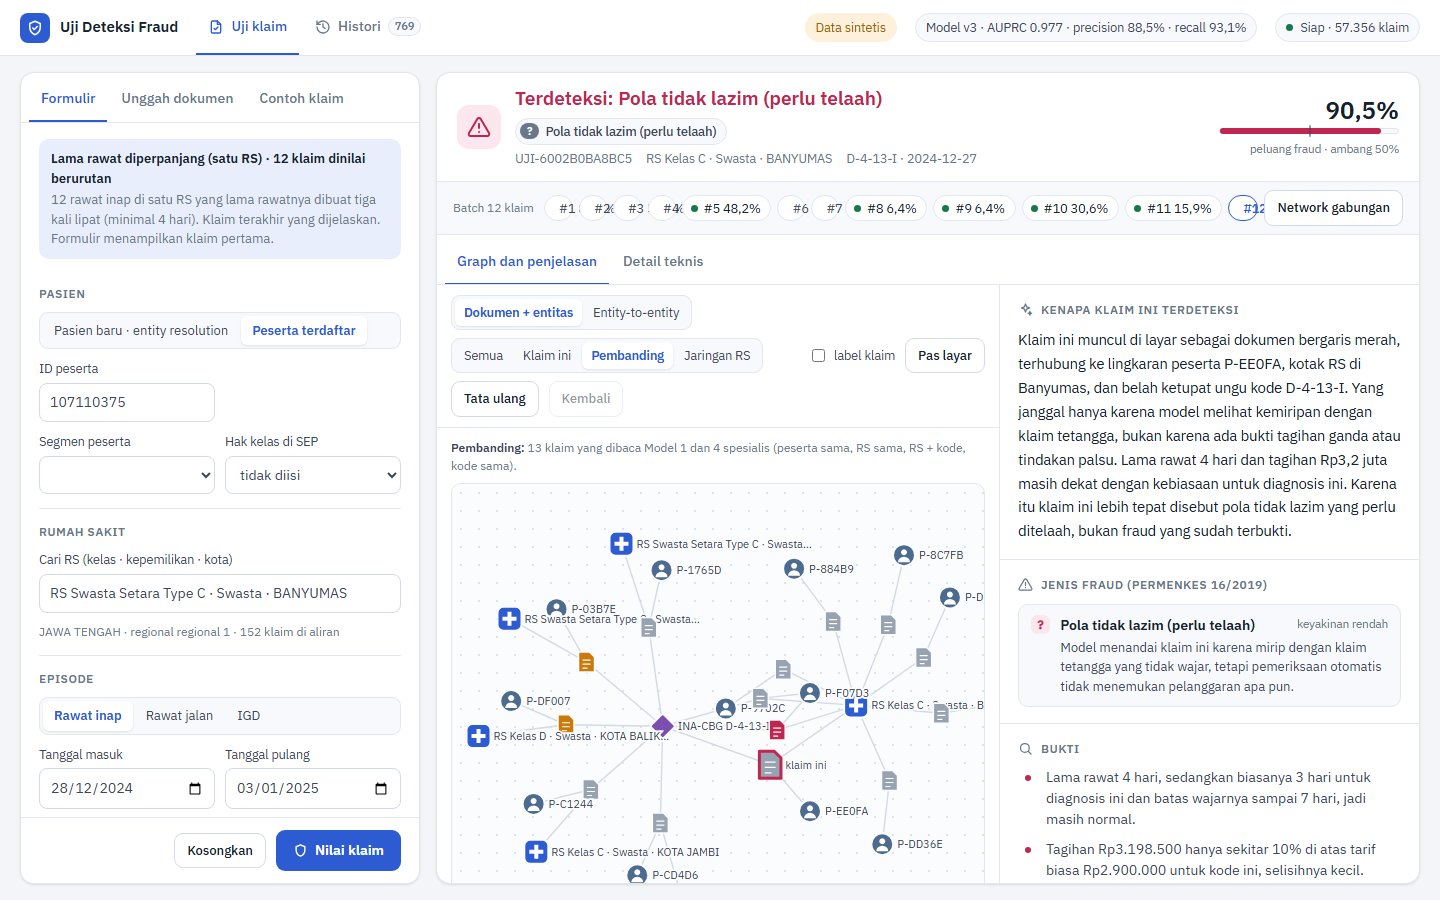 Uji Deteksi Fraud
Uji klaim
Histori 769
Data sintetis
Model v3 · AUPRC 0.977 · precision 88,5% · recall 93,1%
Siap · 57.356 klaim
Formulir
Unggah dokumen
Contoh klaim
Lama rawat diperpanjang (satu RS) · 12 klaim dinilai
berurutan
12 rawat inap di satu RS yang lama rawatnya dibuat tiga
kali lipat (minimal 4 hari). Klaim terakhir yang dijelaskan.
Formulir menampilkan klaim pertama.
PASIEN
Pasien baru · entity resolution
Peserta terdaftar
ID peserta
107110375
Segmen peserta
Hak kelas di SEP
tidak diisi
RUMAH SAKIT
Cari RS (kelas · kepemilikan · kota)
RS Swasta Setara Type C · Swasta · BANYUMAS
JAWA TENGAH · regional regional 1 · 152 klaim di aliran
EPISODE
Rawat inap
Rawat jalan
IGD
Tanggal masuk
Tanggal pulang
28/12/2024
03/01/2025
Kosongkan
Nilai klaim
Terdeteksi: Pola tidak lazim (perlu telaah)
? Pola tidak lazim (perlu telaah)
UJI-6002B0BA8BC5 RS Kelas C · Swasta · BANYUMAS D-4-13-I · 2024-12-27
90,5%
peluang fraud · ambang 50%
Batch 12 klaim
#1
#2
#3
#4
#5 48,2%
#6
#7
#8 6,4%
#9 6,4%
#10 30,6%
#11 15,9%
#12
Network gabungan
Graph dan penjelasan
Detail teknis
Dokumen + entitas
Entity-to-entity
Semua
Klaim ini
Pembanding
Jaringan RS
label klaim
Pas layar
Tata ulang
Kembali
Pembanding: 13 klaim yang dibaca Model 1 dan 4 spesialis (peserta sama, RS sama, RS + kode,
kode sama).
RS Swasta Setara Type C · Swasta...
P-1765D
P-884B9
P-8C7FB
P-D
P-03B7E
RS Swasta Setara Type C · Swasta...
P-DF007
P-F07D3
RS Kelas C · Swasta · B
INA-CBG D-4-13-I
RS Kelas D · Swasta · KOTA BALIK...
klaim ini
P-C1244
P-EE0FA
P-DD36E
RS Kelas C · Swasta · KOTA JAMBI
P-CD4D6
KENAPA KLAIM INI TERDETEKSI
Klaim ini muncul di layar sebagai dokumen bergaris merah,
terhubung ke lingkaran peserta P-EE0FA, kotak RS di
Banyumas, dan belah ketupat ungu kode D-4-13-I. Yang
janggal hanya karena model melihat kemiripan dengan
klaim tetangga, bukan karena ada bukti tagihan ganda atau
tindakan palsu. Lama rawat 4 hari dan tagihan Rp3,2 juta
masih dekat dengan kebiasaan untuk diagnosis ini. Karena
itu klaim ini lebih tepat disebut pola tidak lazim yang perlu
ditelaah, bukan fraud yang sudah terbukti.
JENIS FRAUD (PERMENKES 16/2019)
? Pola tidak lazim (perlu telaah)
keyakinan rendah
Model menandai klaim ini karena mirip dengan klaim
tetangga yang tidak wajar, tetapi pemeriksaan otomatis
tidak menemukan pelanggaran apa pun.
BUKTI
Lama rawat 4 hari, sedangkan biasanya 3 hari untuk
diagnosis ini dan batas wajarnya sampai 7 hari, jadi
masih normal.
Tagihan Rp3.198.500 hanya sekitar 10% di atas tarif
biasa Rp2.900.000 untuk kode ini, selisihnya kecil.